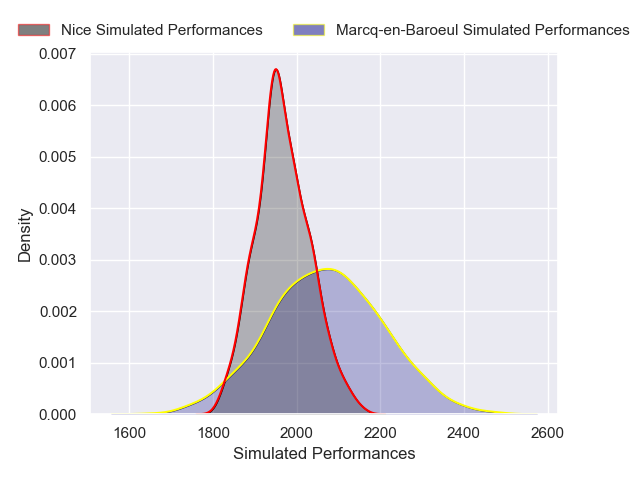 Nice Simulated Performances
Marcq-en-Baroeul Simulated Performances
0.007
0.006
0.005
0.004
0.003
0.002
0.001
0.000
Density
1600 1800 2000 2200 2400 2600
Simulated Performances